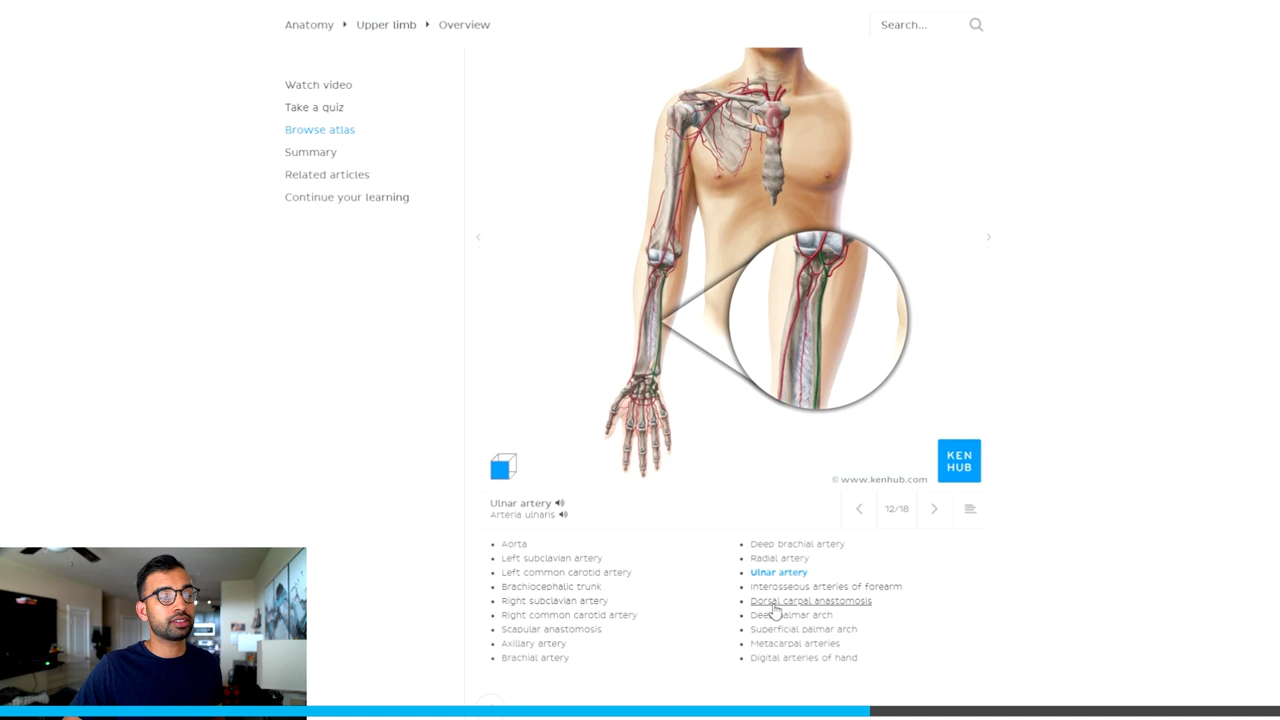 Anatomy Upper limb Overview
Search...
Watch video
Take a quiz
Browse atlas
Summary
Related articles
Continue your learning
KEN
HUB
© www.kenhub.com
Ulnar artery
Arteria ulnaris
12/18
Aorta
Left subclavian artery
Left common carotid artery
Brachiocephalic trunk
Right subclavian artery
Right common carotid artery
Scapular anastomosis
Axillary artery
Brachial artery
Deep brachial artery
Radial artery
Ulnar artery
Interosseous arteries of forearm
Dorsal carpal anastomosis
Deep palmar arch
Superficial palmar arch
Metacarpal arteries
Digital arteries of hand